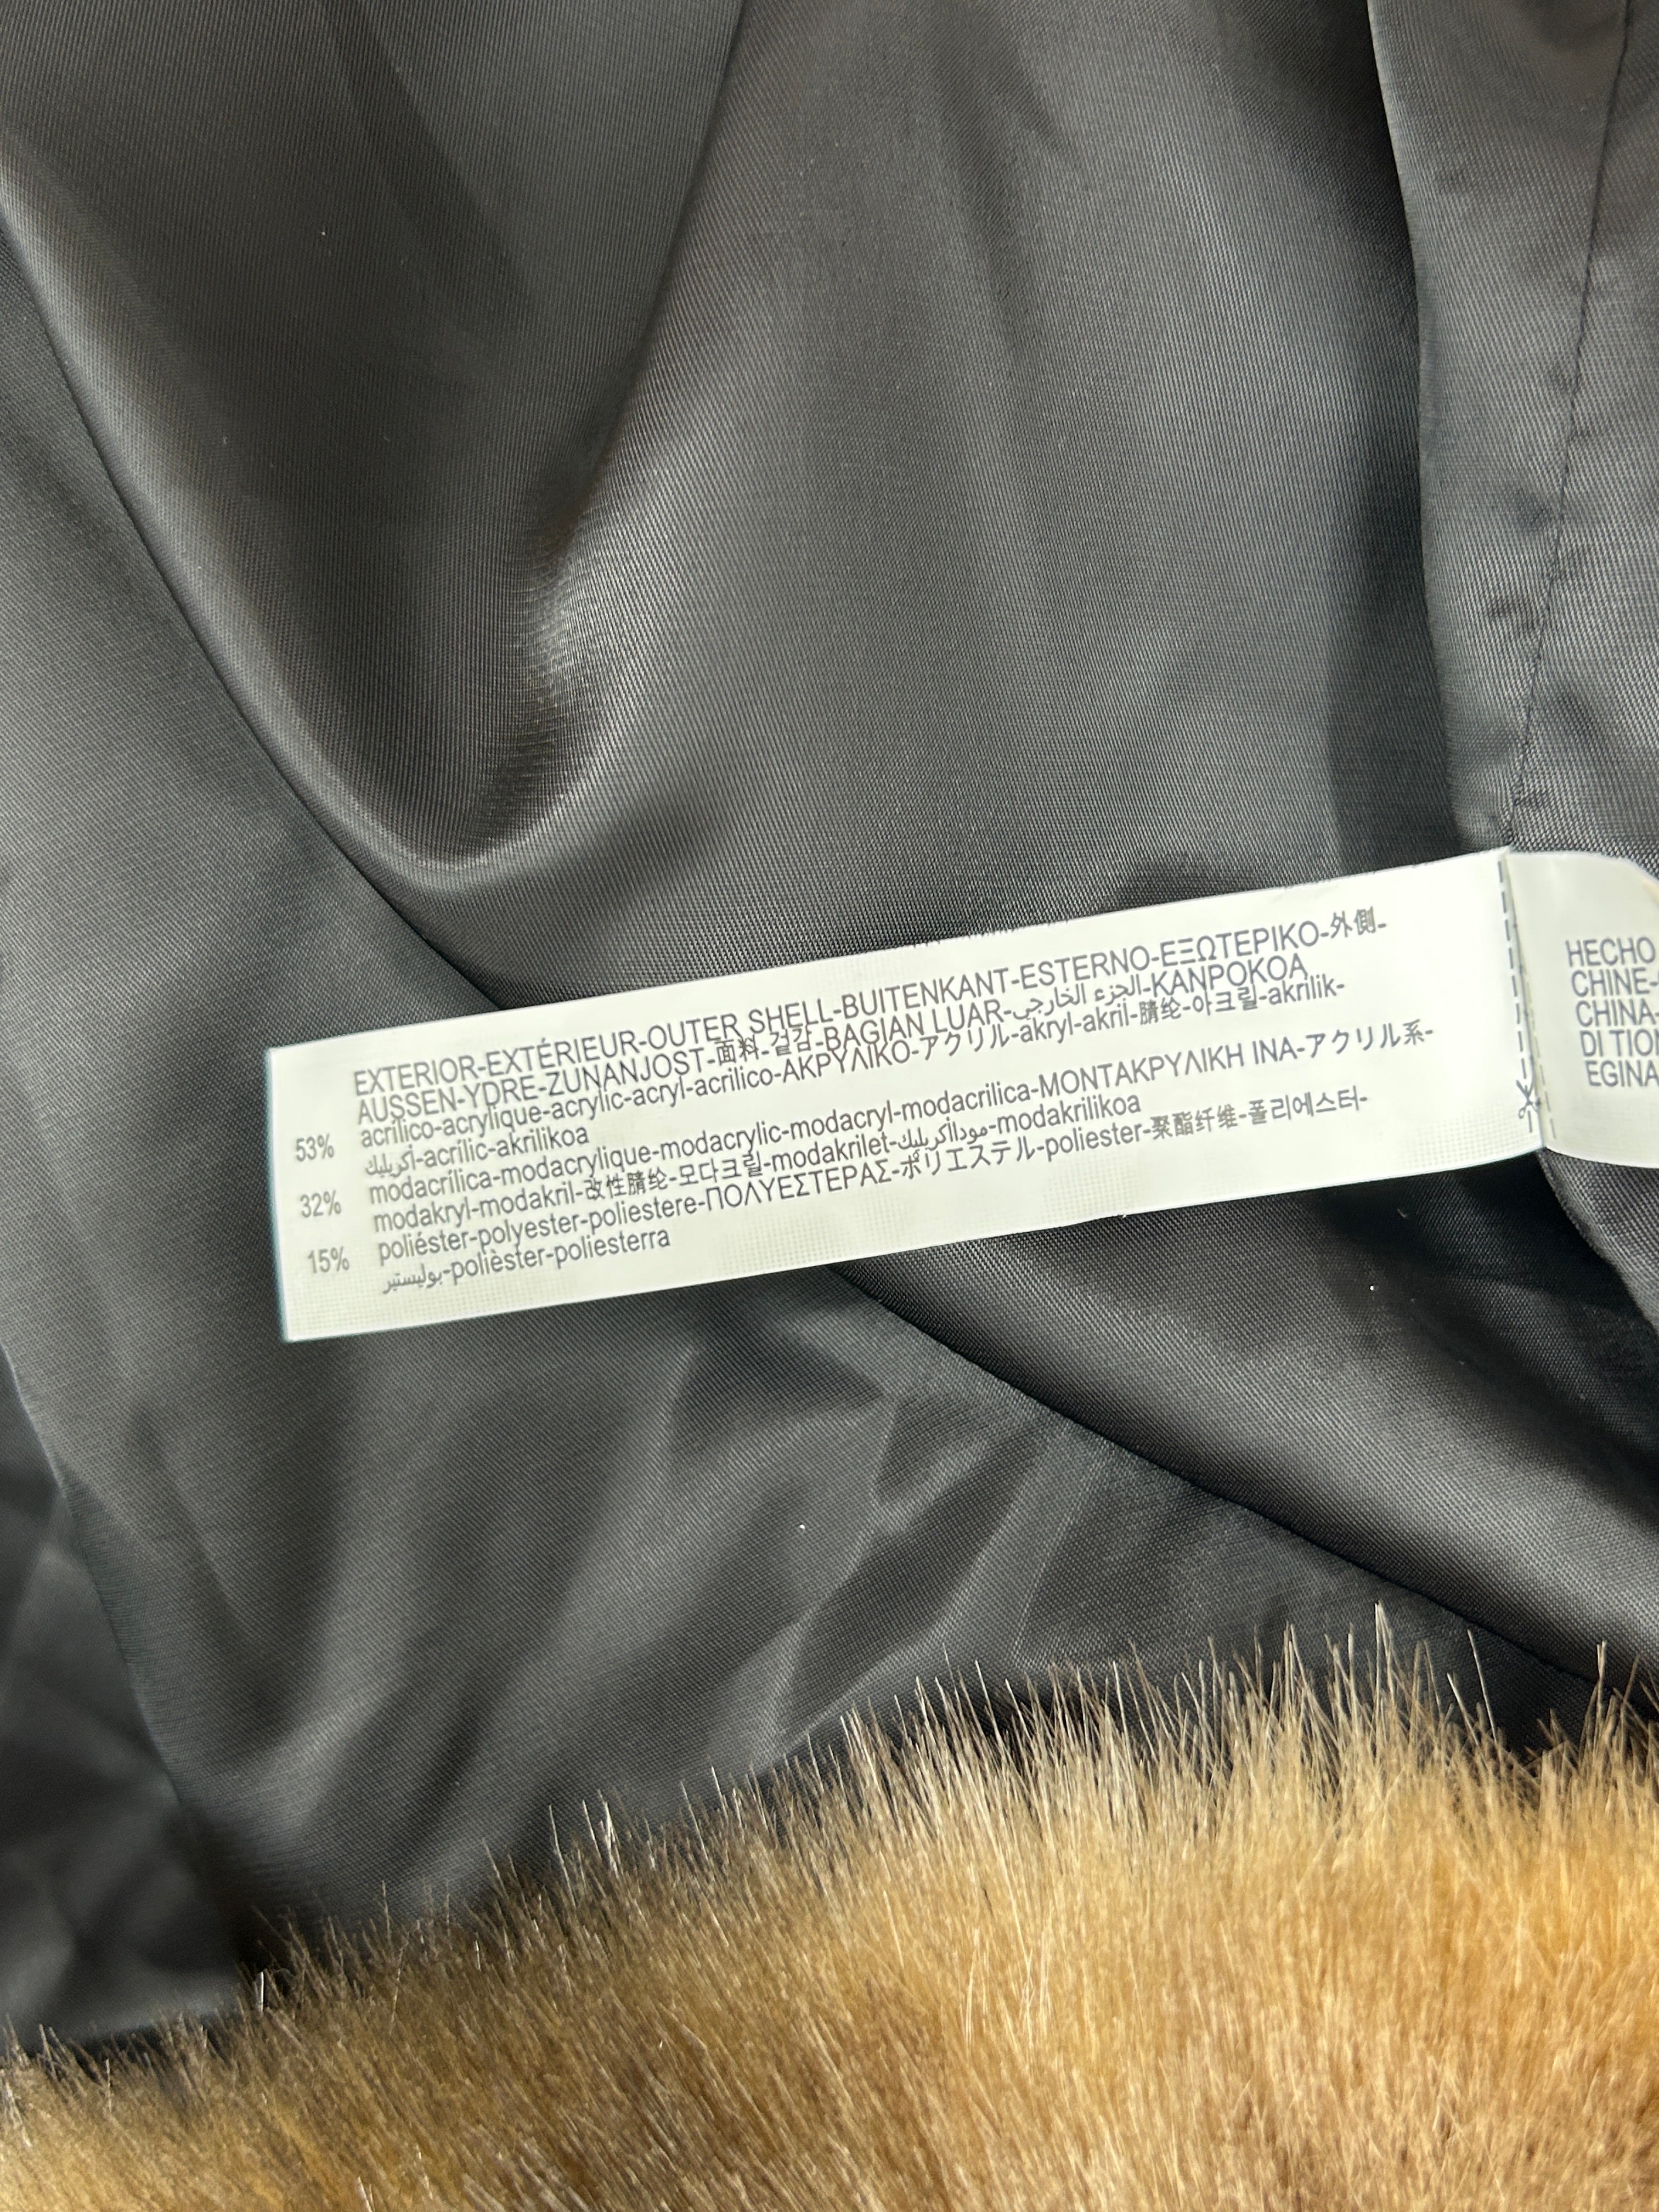 EXTERIOR-EXTÉRIEUR-OUTER SHELL-BUITENKANT-ESTERNO-ΕΞΩΤΕΡΙΚΟ-外側-
AUSSEN-YDRE-ZUNANJOST-面料-겉감-BAGIAN LUAR-الجزء الخارجي-KANPOKOA
53% acrílico-acrylique-acrylic-acryl-acrilico-ΑΚΡΥΛΙΚΟ-アクリル-akryl-akril-腈纶-아크릴-akrilik-
أكريليك-acrílic-akrilikoa
32% modacrílica-modacrylique-modacrylic-modacryl-modacrilica-ΜΟΝΤΑΚΡΥΛΙΚΗ ΙΝΑ-アクリル系-
modakryl-modakril-改性腈纶-모다크릴-modakrilet-موداأكريليك-modakrilikoa
15% poliéster-polyester-poliestere-ΠΟΛΥΕΣΤΕΡΑΣ-ポリエステル-poliester-聚酯纤维-폴리에스터-
بوليستير-polièster-poliesterra
HECHO
CHINE-
CHINA-
DI TION
EGINA